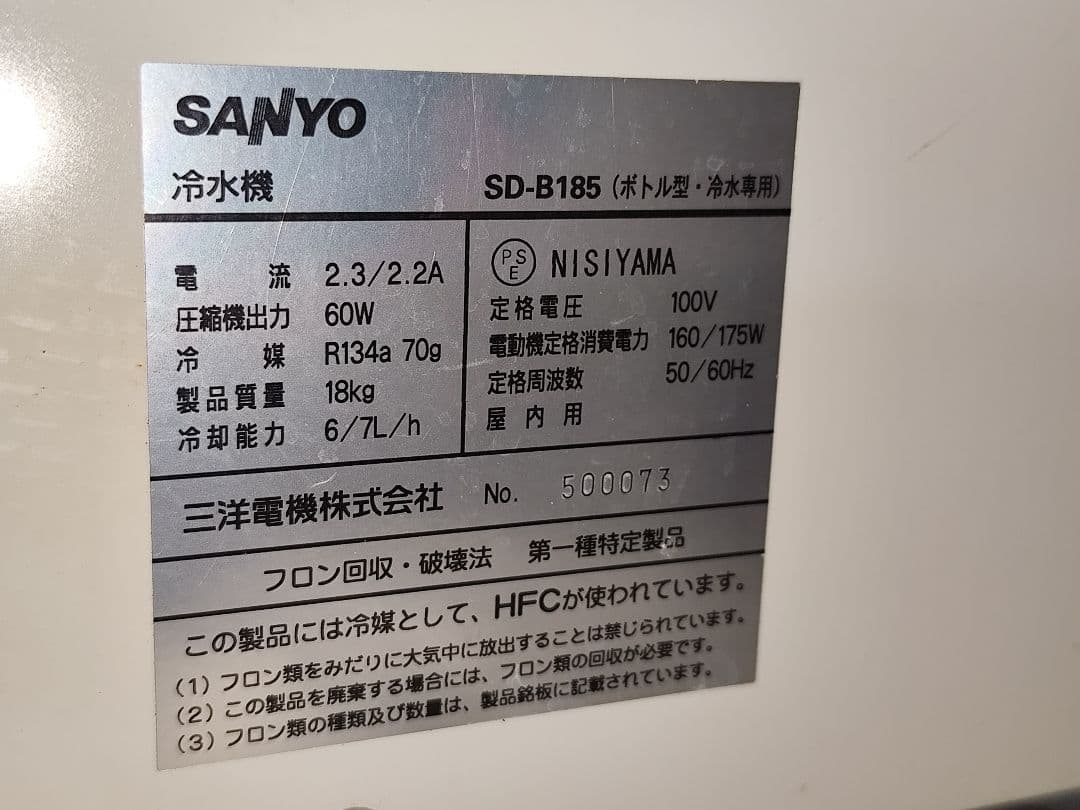 SANYO
冷水機 SD-B185 (ボトル型・冷水専用)
電流 2.3/2.2A
圧縮機出力 60W
冷媒 R134a 70g
製品質量 18kg
冷却能力 6/7L/h
PSE NISIYAMA
定格電圧 100V
電動機定格消費電力 160/175W
定格周波数 50/60Hz
屋内用
三洋電機株式会社 No. 500073
フロン回収・破壊法 第一種特定製品
この製品には冷媒として、HFCが使われています。
(1) フロン類をみだりに大気中に放出することは禁じられています。
(2) この製品を廃棄する場合には、フロン類の回収が必要です。
(3) フロン類の種類及び数量は、製品銘板に記載されています。